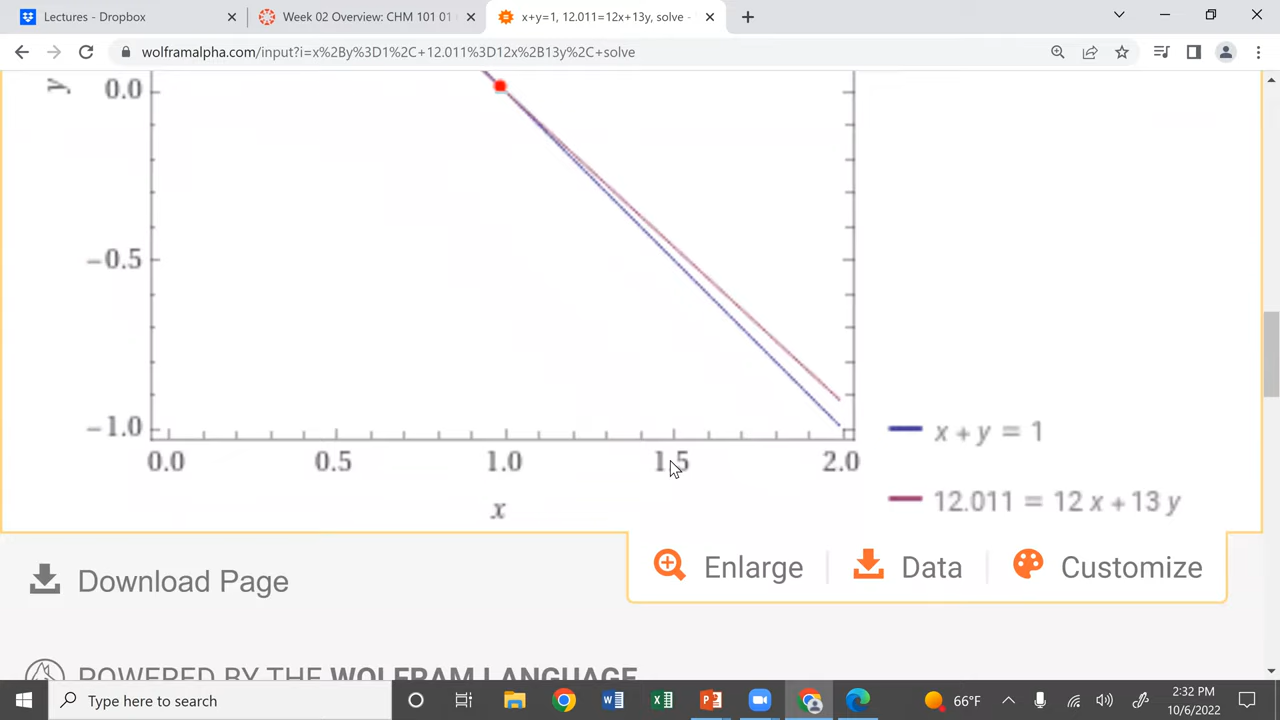 Lectures - Dropbox
Week 02 Overview: CHM 101 01
x+y=1, 12.011=12x+13y, solve -
wolframalpha.com/input?i=x%2By%3D1%2C+12.011%3D12x%2B13y%2C+solve
y
0.0
−0.5
−1.0
0.0 0.5 1.0 1.5 2.0
x
x + y = 1
12.011 = 12 x + 13 y
Enlarge Data Customize
Download Page
POWERED BY THE WOLFRAM LANGUAGE
Type here to search
66°F
2:32 PM
10/6/2022